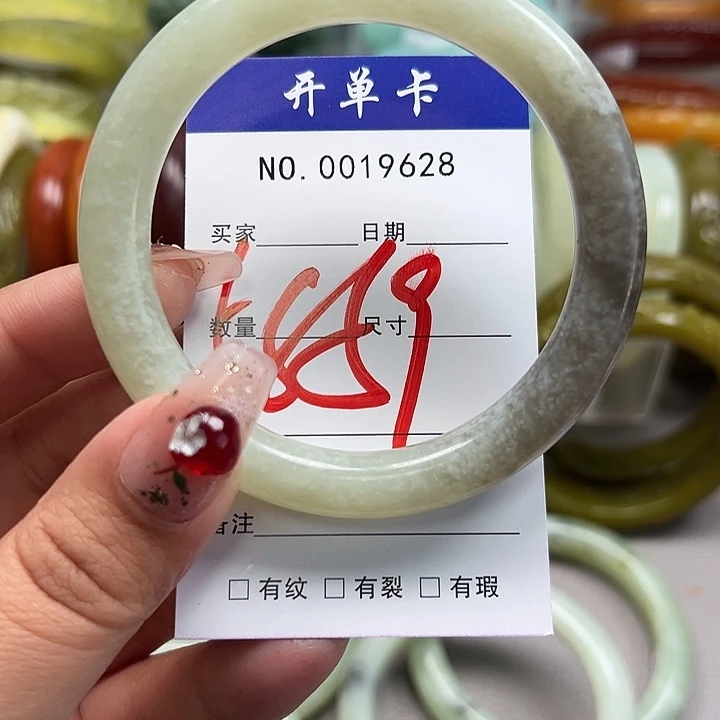 开单卡
NO. 0019628
买家 日期
数量 尺寸
备注
□ 有纹 □ 有裂 □ 有瑕